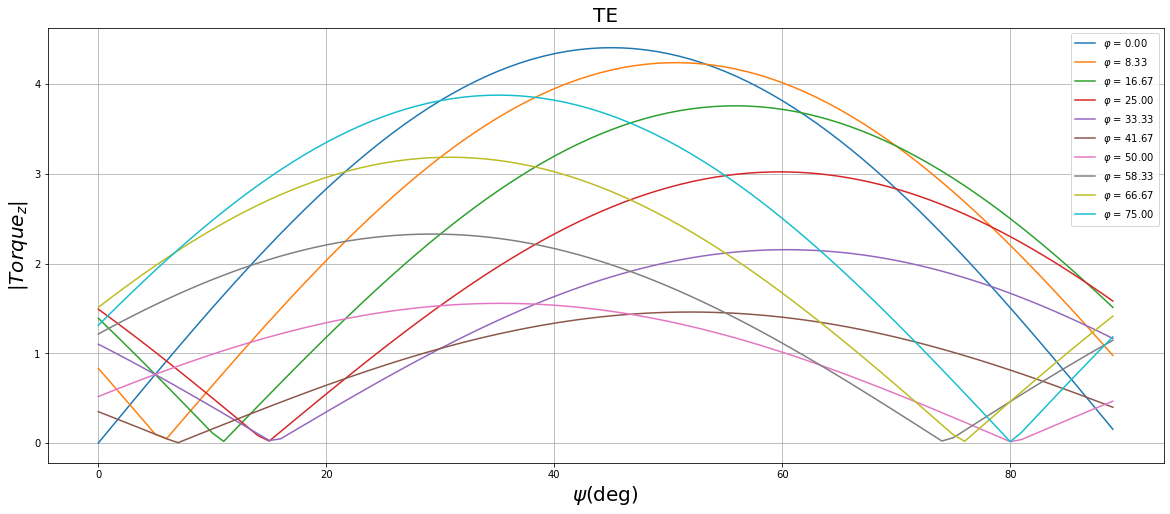 TE
|Torque_z|
4
3
2
1
0
0 20 40 60 80
ψ(deg)
φ = 0.00
φ = 8.33
φ = 16.67
φ = 25.00
φ = 33.33
φ = 41.67
φ = 50.00
φ = 58.33
φ = 66.67
φ = 75.00